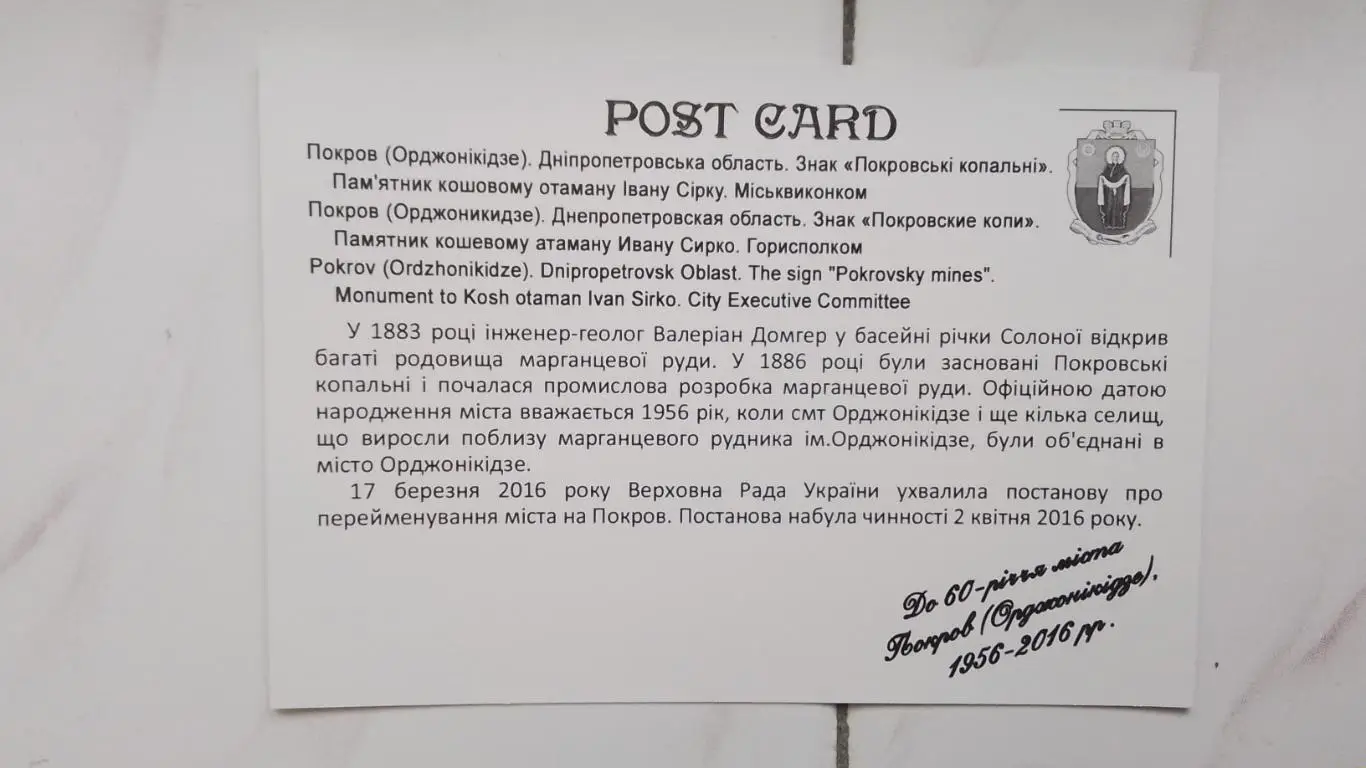 POST CARD
Покров (Орджонікідзе). Дніпропетровська область. Знак «Покровські копальні».
Пам'ятник кошовому отаману Івану Сірку. Міськвиконком
Покров (Орджоникидзе). Днепропетровская область. Знак «Покровские копи».
Памятник кошевому атаману Ивану Сирко. Горисполком
Pokrov (Ordzhonikidze). Dnipropetrovsk Oblast. The sign "Pokrovsky mines".
Monument to Kosh otaman Ivan Sirko. City Executive Committee
У 1883 році інженер-геолог Валеріан Домгер у басейні річки Солоної відкрив
багаті родовища марганцевої руди. У 1886 році були засновані Покровські
копальні і почалася промислова розробка марганцевої руди. Офіційною датою
народження міста вважається 1956 рік, коли смт Орджонікідзе і ще кілька селищ,
що виросли поблизу марганцевого рудника ім.Орджонікідзе, були об'єднані в
місто Орджонікідзе.
17 березня 2016 року Верховна Рада України ухвалила постанову про
перейменування міста на Покров. Постанова набула чинності 2 квітня 2016 року.
До 60-річчя міста
Покров (Орджонікідзе).
1956-2016 рр.